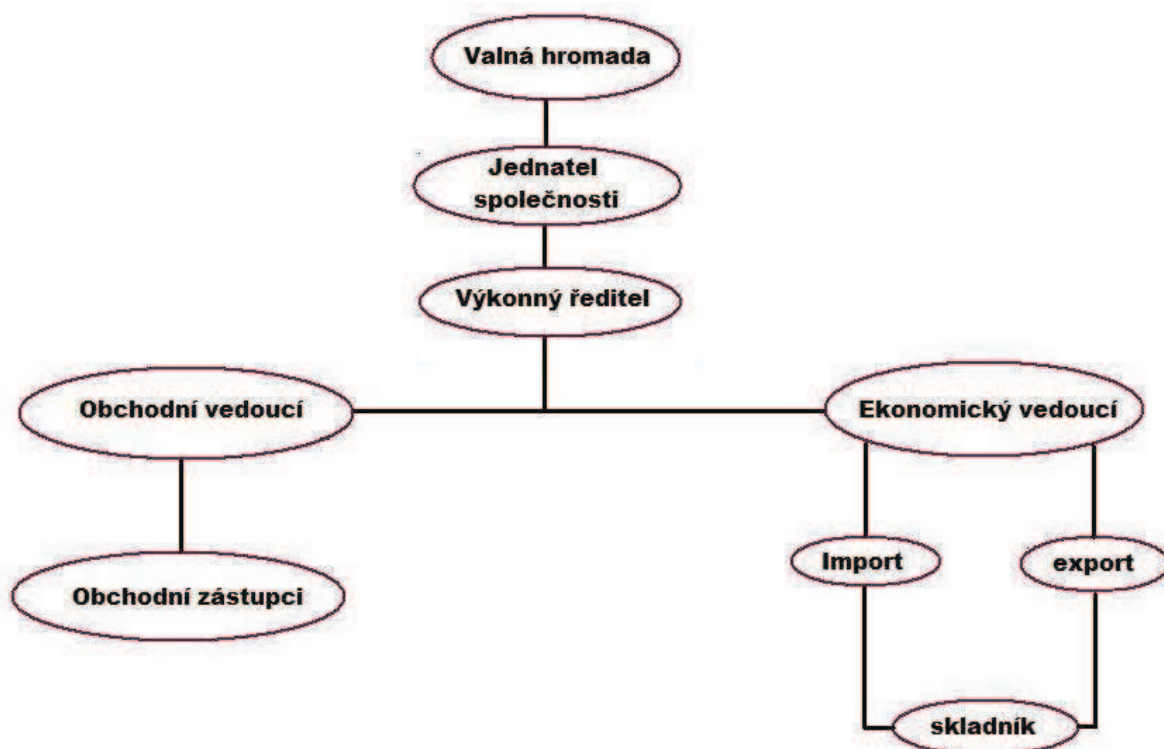 Valná hromada
Jednatel
společnosti
Výkonný ředitel
Obchodní vedoucí
Ekonomický vedoucí
Import
export
Obchodní zástupci
skladník